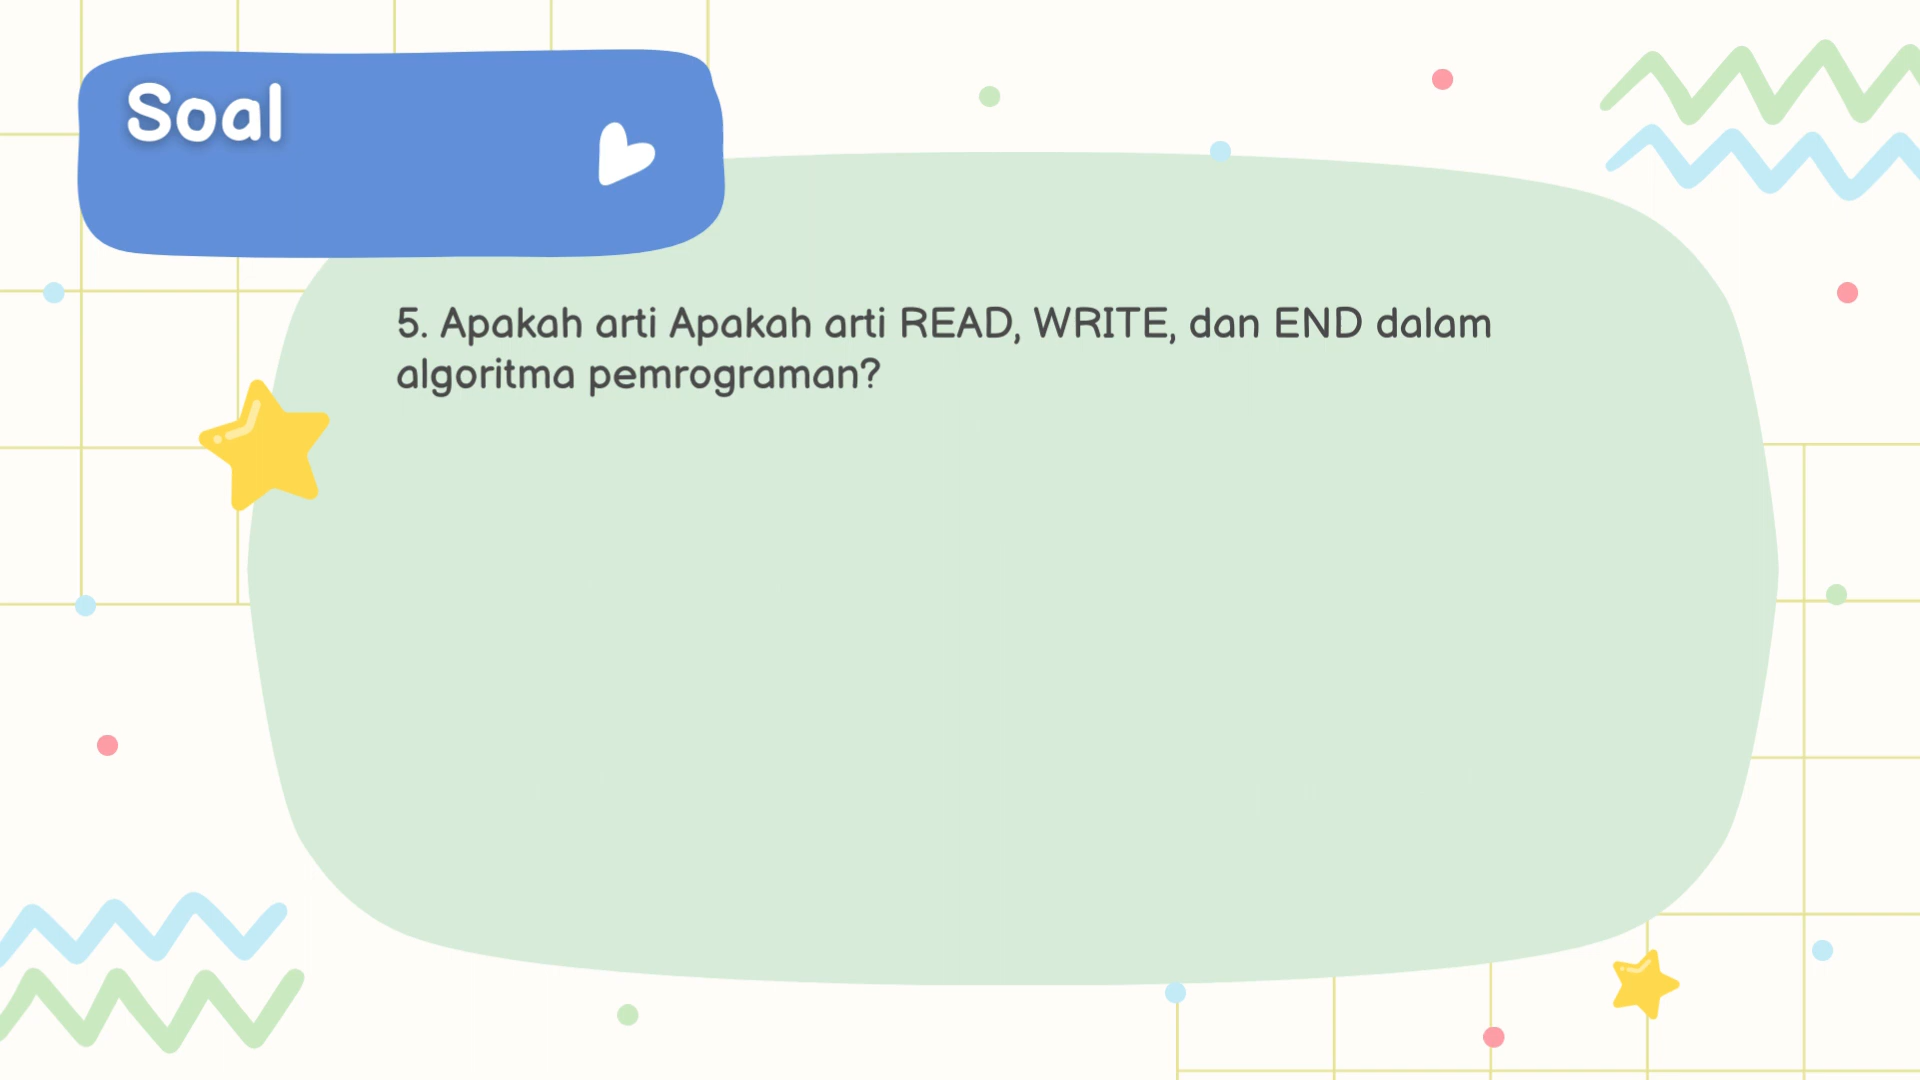 Soal
5. Apakah arti Apakah arti READ, WRITE, dan END dalam
algoritma pemrograman?